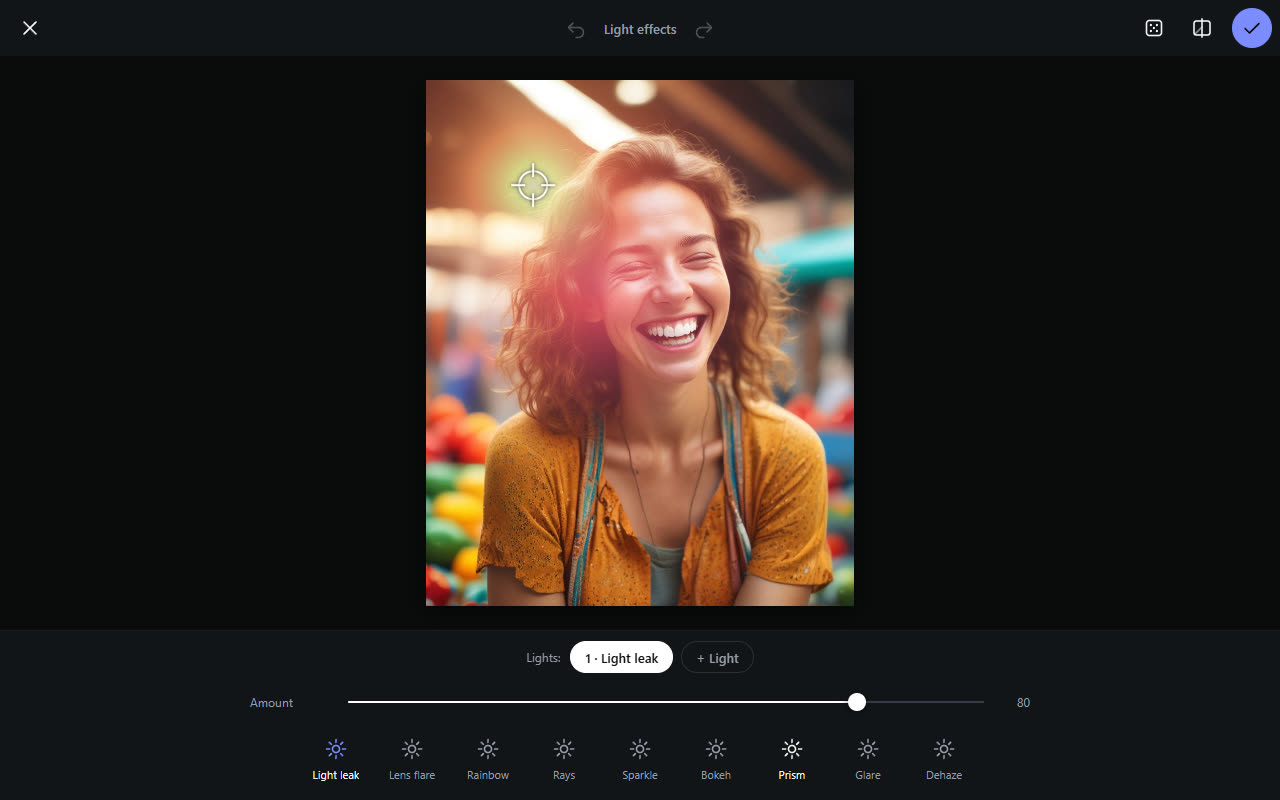 Light effects
Lights:
1 · Light leak
+ Light
Amount
80
Light leak
Lens flare
Rainbow
Rays
Sparkle
Bokeh
Prism
Glare
Dehaze